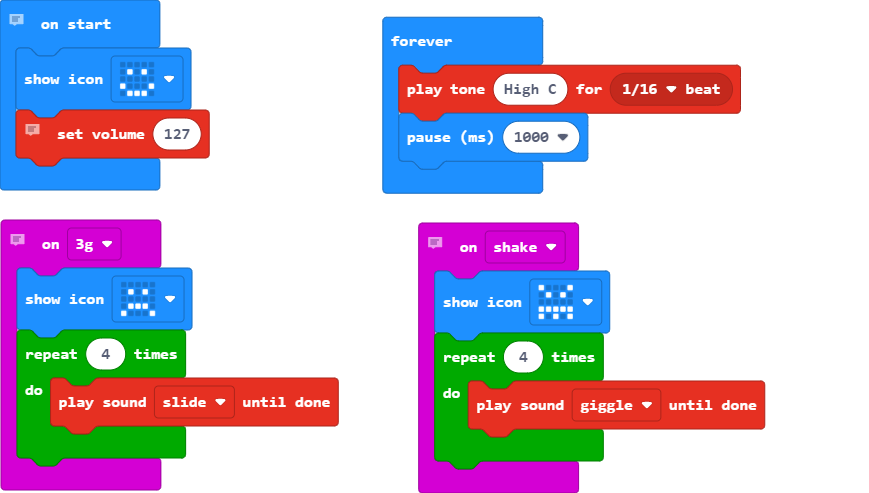 on start
show icon
set volume 127
forever
play tone High C for 1/16 beat
pause (ms) 1000
on 3g
show icon
repeat 4 times
do
play sound slide until done
on shake
show icon
repeat 4 times
do
play sound giggle until done